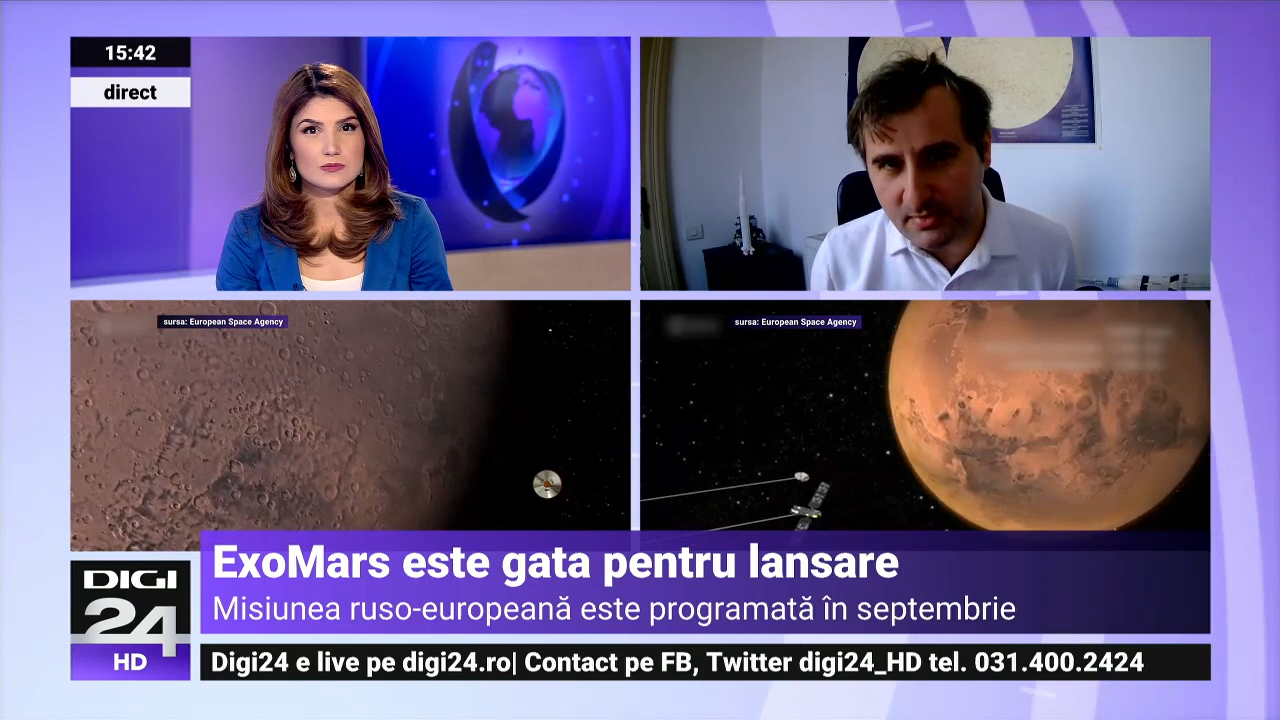 15:42
direct
sursa: European Space Agency
sursa: European Space Agency
ExoMars este gata pentru lansare
Misiunea ruso-europeană este programată în septembrie
DIGI
24
HD
Digi24 e live pe digi24.ro| Contact pe FB, Twitter digi24_HD tel. 031.400.2424